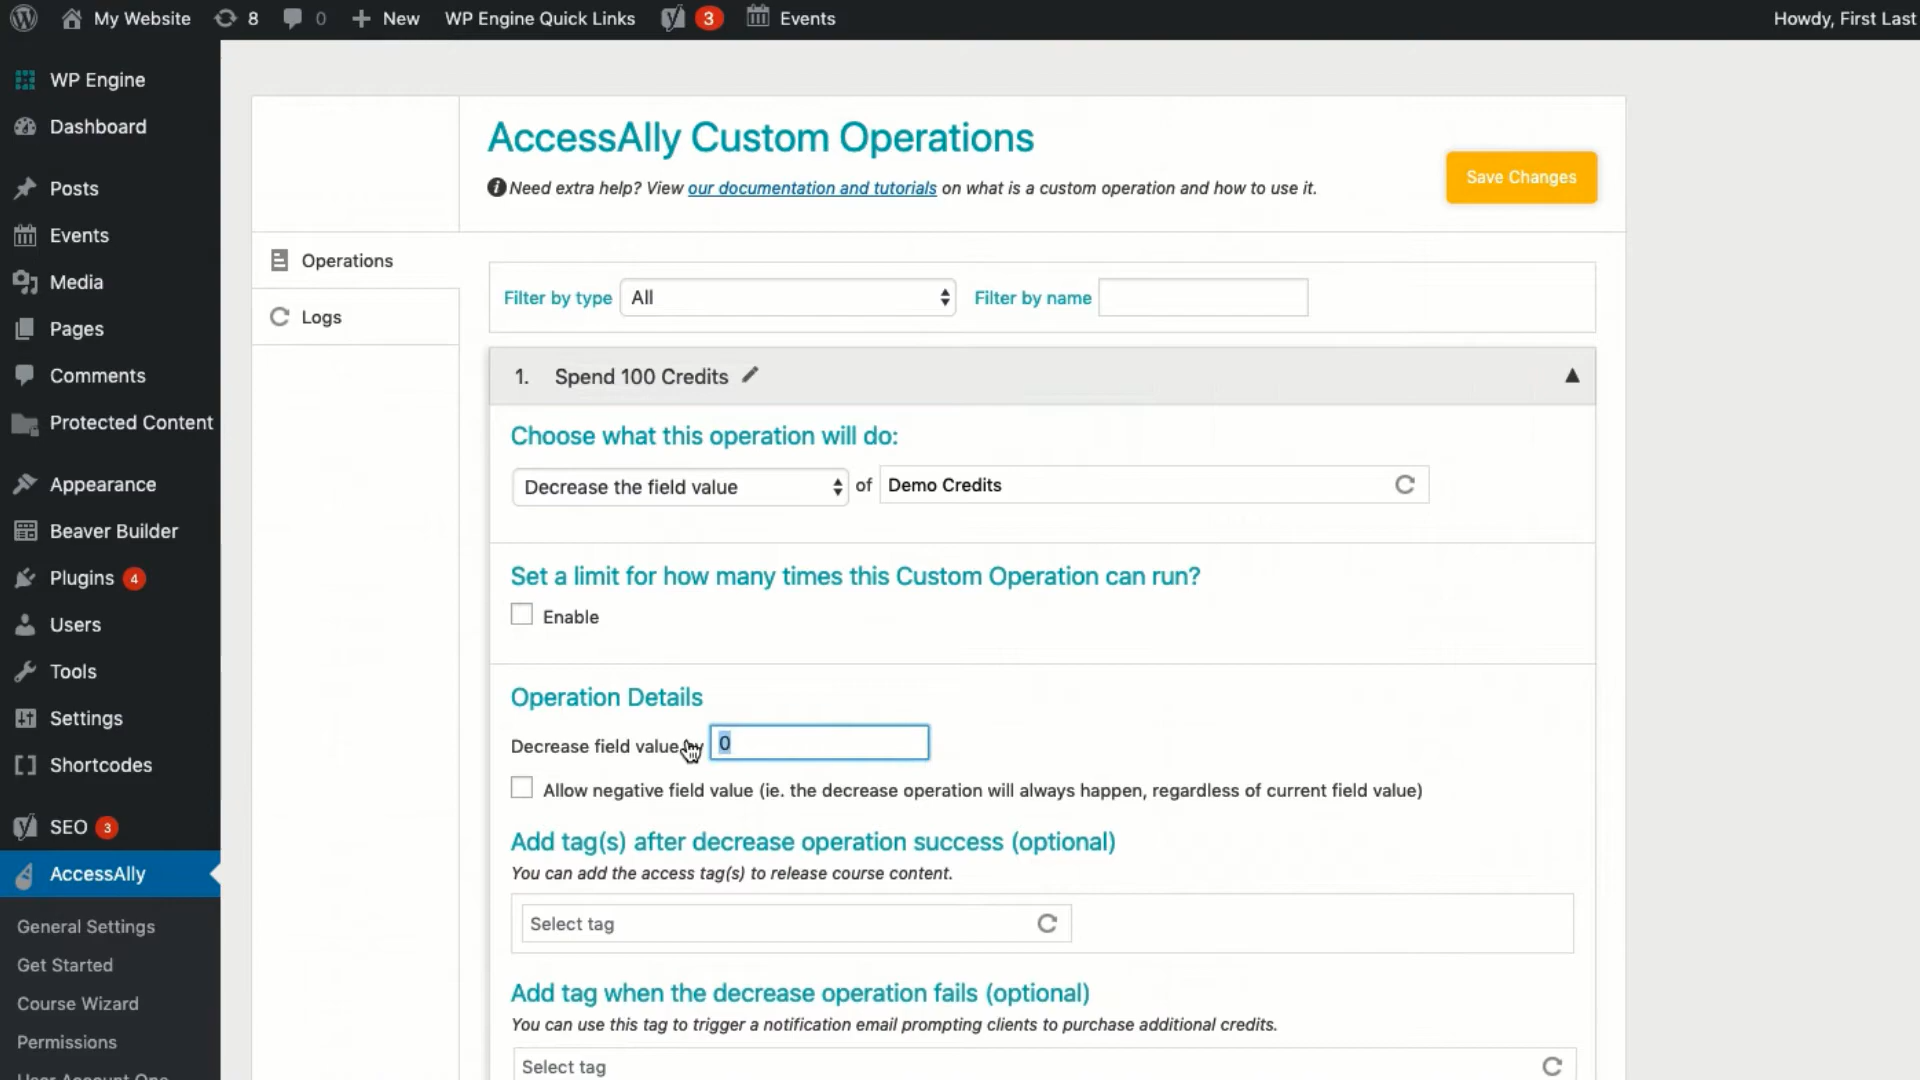 My Website
8
0
New
WP Engine Quick Links
3
Events
Howdy, First Last
WP Engine
Dashboard
Posts
Events
Media
Pages
Comments
Protected Content
Appearance
Beaver Builder
Plugins 4
Users
Tools
Settings
Shortcodes
SEO 3
AccessAlly
General Settings
Get Started
Course Wizard
Permissions
AccessAlly Custom Operations
Need extra help? View our documentation and tutorials on what is a custom operation and how to use it.
Save Changes
Operations
Logs
Filter by type All Filter by name
1. Spend 100 Credits
Choose what this operation will do:
Decrease the field value of Demo Credits
Set a limit for how many times this Custom Operation can run?
Enable
Operation Details
Decrease field value 0
Allow negative field value (ie. the decrease operation will always happen, regardless of current field value)
Add tag(s) after decrease operation success (optional)
You can add the access tag(s) to release course content.
Select tag
Add tag when the decrease operation fails (optional)
You can use this tag to trigger a notification email prompting clients to purchase additional credits.
Select tag